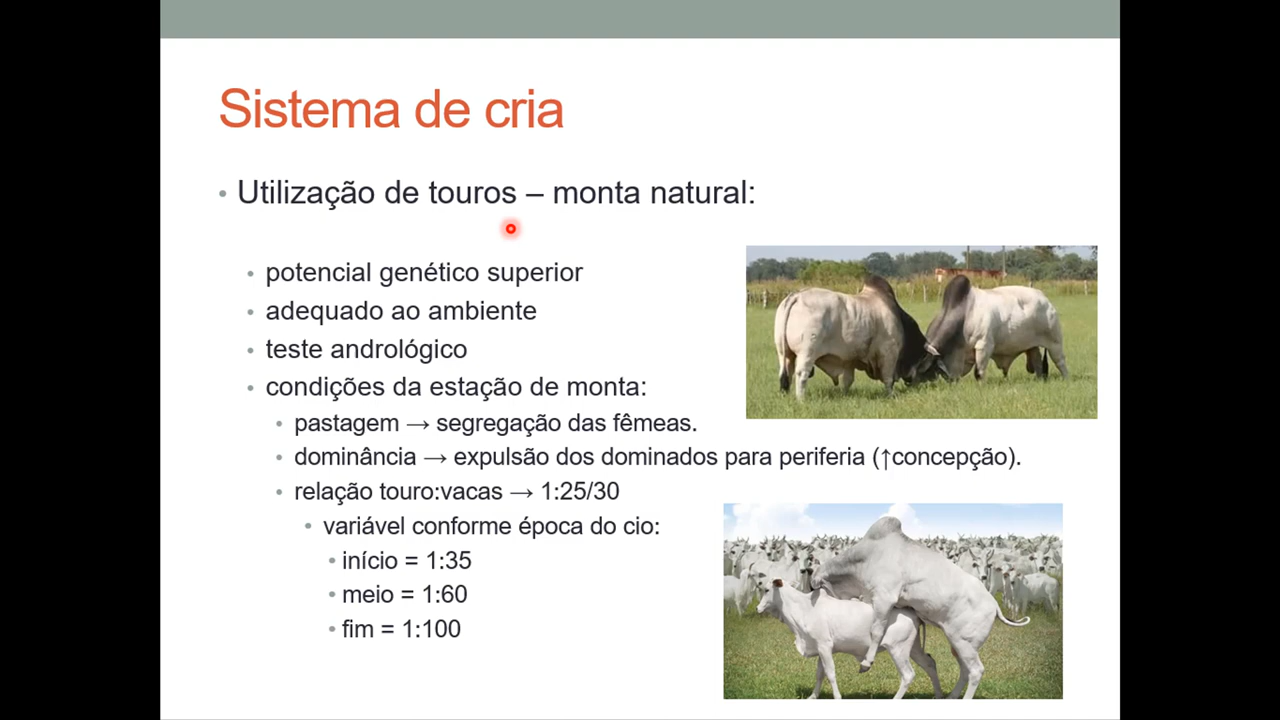 Sistema de cria
• Utilização de touros – monta natural:
• potencial genético superior
• adequado ao ambiente
• teste andrológico
• condições da estação de monta:
• pastagem → segregação das fêmeas.
• dominância → expulsão dos dominados para periferia (↑concepção).
• relação touro:vacas → 1:25/30
• variável conforme época do cio:
• início = 1:35
• meio = 1:60
• fim = 1:100